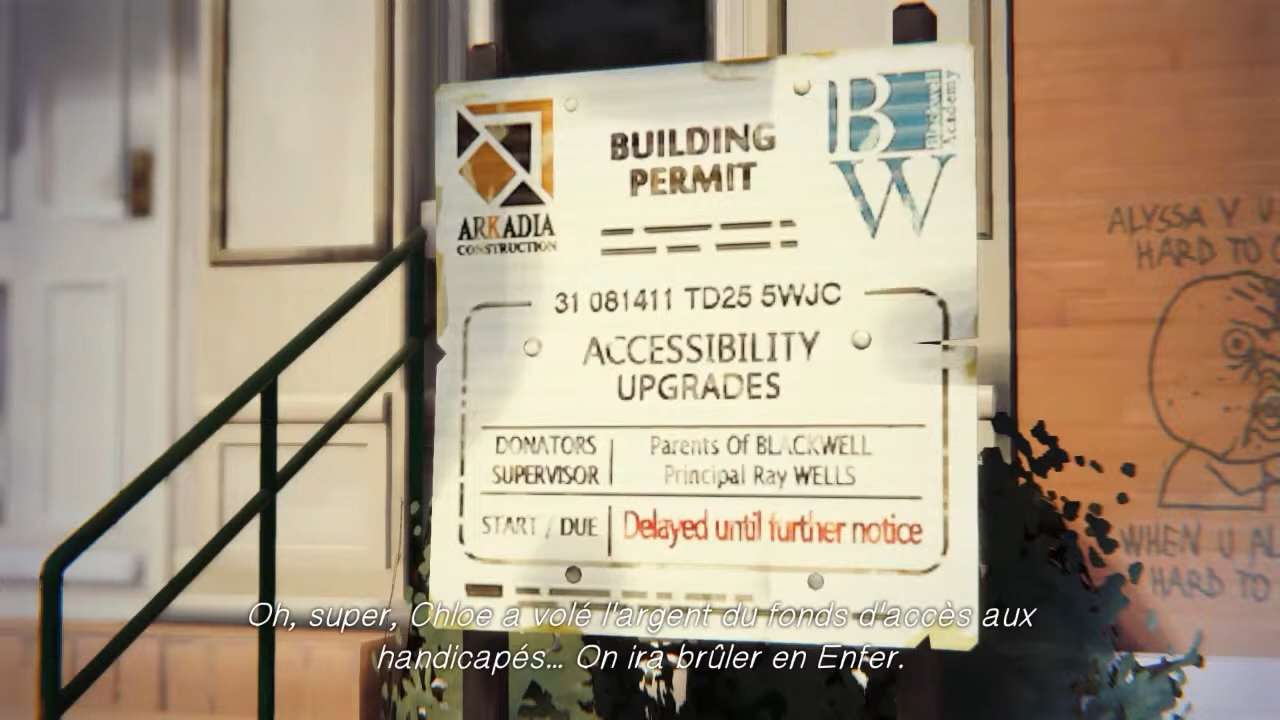 BUILDING
PERMIT
ARKADIA
CONSTRUCTION
B
W
Blackwell
Academy
31 081411 TD25 5WJC
ACCESSIBILITY
UPGRADES
DONATORS Parents Of BLACKWELL
SUPERVISOR Principal Ray WELLS
START / DUE Delayed until further notice
ALYSSA Y U
HARD TO
WHEN U
HARD TO
Oh, super, Chloe a volé l'argent du fonds d'accès aux
handicapés... On ira brûler en Enfer.